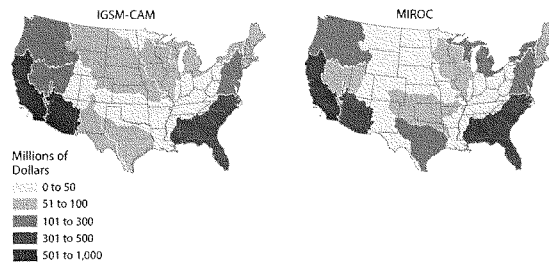 IGSM-CAM
MIROC
Millions of
Dollars
0 to 50
51 to 100
101 to 300
301 to 500
501 to 1,000